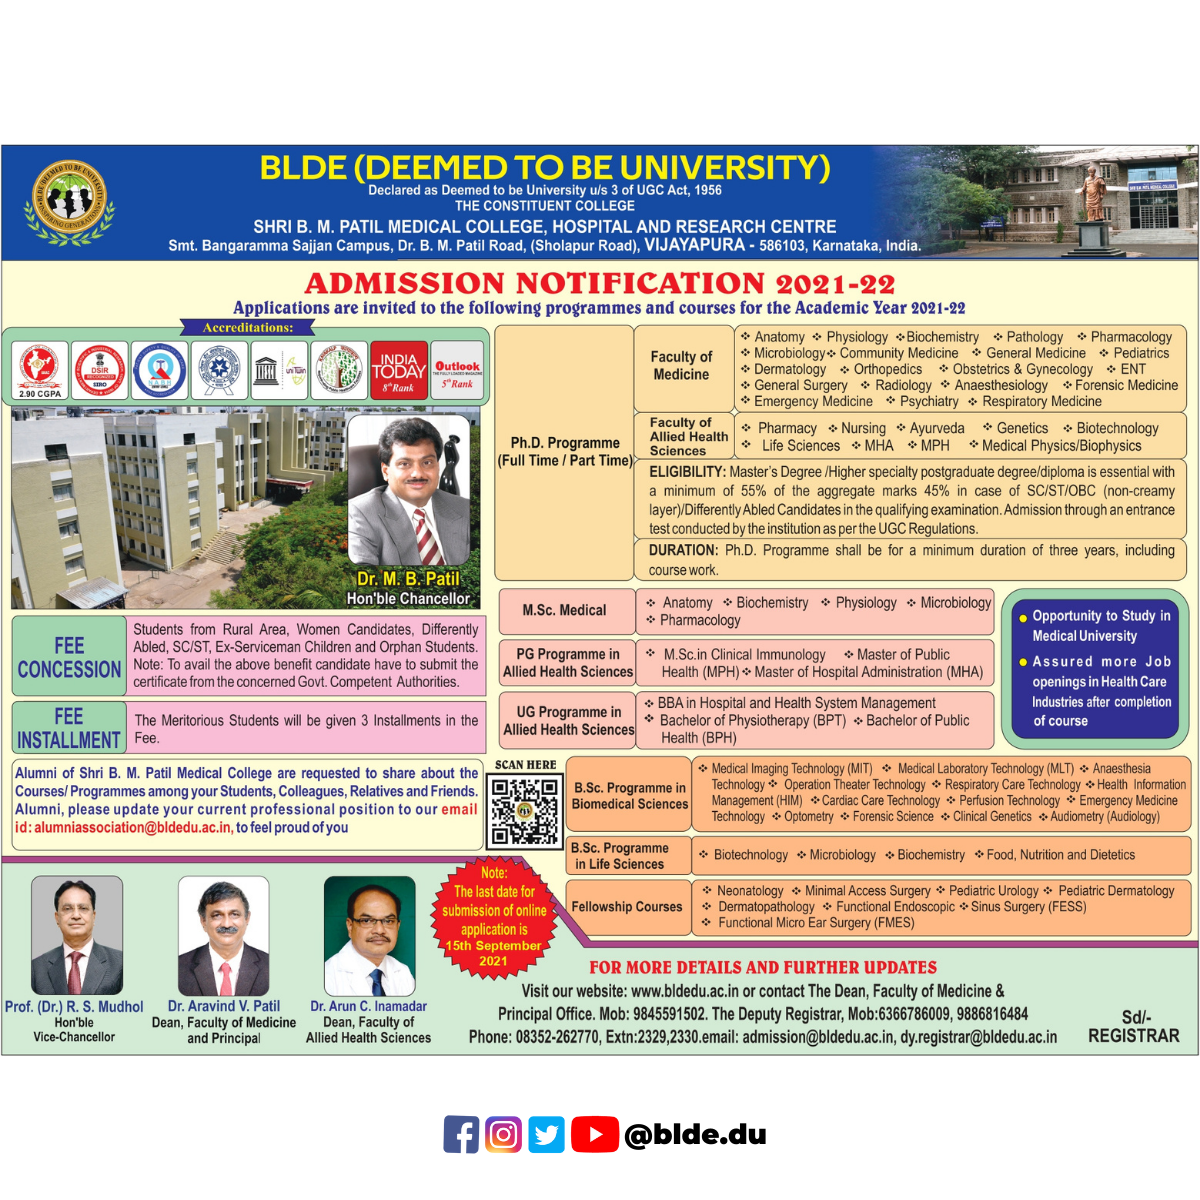 BLDE (DEEMED TO BE UNIVERSITY)
Declared as Deemed to be University u/s 3 of UGC Act, 1956
THE CONSTITUENT COLLEGE
SHRI B. M. PATIL MEDICAL COLLEGE, HOSPITAL AND RESEARCH CENTRE
Smt. Bangaramma Sajjan Campus, Dr. B. M. Patil Road, (Sholapur Road), VIJAYAPURA - 586103, Karnataka, India.
ADMISSION NOTIFICATION 2021-22
Applications are invited to the following programmes and courses for the Academic Year 2021-22
Accreditations:
2.90 CGPA
DSIR
SIRO
INDIA
TODAY
8th Rank
Outlook
5th Rank
Dr. M. B. Patil
Hon'ble Chancellor
FEE
CONCESSION
Students from Rural Area, Women Candidates, Differently
Abled, SC/ST, Ex-Serviceman Children and Orphan Students.
Note: To avail the above benefit candidate have to submit the
certificate from the concerned Govt. Competent Authorities.
FEE
INSTALLMENT
The Meritorious Students will be given 3 Installments in the
Fee.
Alumni of Shri B. M. Patil Medical College are requested to share about the
Courses/ Programmes among your Students, Colleagues, Relatives and Friends.
Alumni, please update your current professional position to our email
id: alumniassociation@bldedu.ac.in, to feel proud of you
SCAN HERE
Ph.D. Programme
(Full Time / Part Time)
Faculty of
Medicine
❖ Anatomy ❖ Physiology ❖ Biochemistry ❖ Pathology ❖ Pharmacology
❖ Microbiology ❖ Community Medicine ❖ General Medicine ❖ Pediatrics
❖ Dermatology ❖ Orthopedics ❖ Obstetrics & Gynecology ❖ ENT
❖ General Surgery ❖ Radiology ❖ Anaesthesiology ❖ Forensic Medicine
❖ Emergency Medicine ❖ Psychiatry ❖ Respiratory Medicine
Faculty of
Allied Health
Sciences
❖ Pharmacy ❖ Nursing ❖ Ayurveda ❖ Genetics ❖ Biotechnology
❖ Life Sciences ❖ MHA ❖ MPH ❖ Medical Physics/Biophysics
ELIGIBILITY: Master's Degree /Higher specialty postgraduate degree/diploma is essential with
a minimum of 55% of the aggregate marks 45% in case of SC/ST/OBC (non-creamy
layer)/Differently Abled Candidates in the qualifying examination. Admission through an entrance
test conducted by the institution as per the UGC Regulations.
DURATION: Ph.D. Programme shall be for a minimum duration of three years, including
course work.
M.Sc. Medical
❖ Anatomy ❖ Biochemistry ❖ Physiology ❖ Microbiology
❖ Pharmacology
PG Programme in
Allied Health Sciences
❖ M.Sc.in Clinical Immunology ❖ Master of Public
Health (MPH) ❖ Master of Hospital Administration (MHA)
UG Programme in
Allied Health Sciences
❖ BBA in Hospital and Health System Management
❖ Bachelor of Physiotherapy (BPT) ❖ Bachelor of Public
Health (BPH)
Opportunity to Study in
Medical University
Assured more Job
openings in Health Care
Industries after completion
of course
B.Sc. Programme in
Biomedical Sciences
❖ Medical Imaging Technology (MIT) ❖ Medical Laboratory Technology (MLT) ❖ Anaesthesia
Technology ❖ Operation Theater Technology ❖ Respiratory Care Technology ❖ Health Information
Management (HIM) ❖ Cardiac Care Technology ❖ Perfusion Technology ❖ Emergency Medicine
Technology ❖ Optometry ❖ Forensic Science ❖ Clinical Genetics ❖ Audiometry (Audiology)
B.Sc. Programme
in Life Sciences
❖ Biotechnology ❖ Microbiology ❖ Biochemistry ❖ Food, Nutrition and Dietetics
Fellowship Courses
❖ Neonatology ❖ Minimal Access Surgery ❖ Pediatric Urology ❖ Pediatric Dermatology
❖ Dermatopathology ❖ Functional Endoscopic ❖ Sinus Surgery (FESS)
❖ Functional Micro Ear Surgery (FMES)
Note:
The last date for
submission of online
application is
15th September
2021
Prof. (Dr.) R. S. Mudhol
Hon'ble
Vice-Chancellor
Dr. Aravind V. Patil
Dean, Faculty of Medicine
and Principal
Dr. Arun C. Inamadar
Dean, Faculty of
Allied Health Sciences
FOR MORE DETAILS AND FURTHER UPDATES
Visit our website: www.bldedu.ac.in or contact The Dean, Faculty of Medicine &
Principal Office. Mob: 9845591502. The Deputy Registrar, Mob:6366786009, 9886816484
Phone: 08352-262770, Extn:2329,2330.email: admission@bldedu.ac.in, dy.registrar@bldedu.ac.in
Sd/-
REGISTRAR
@blde.du